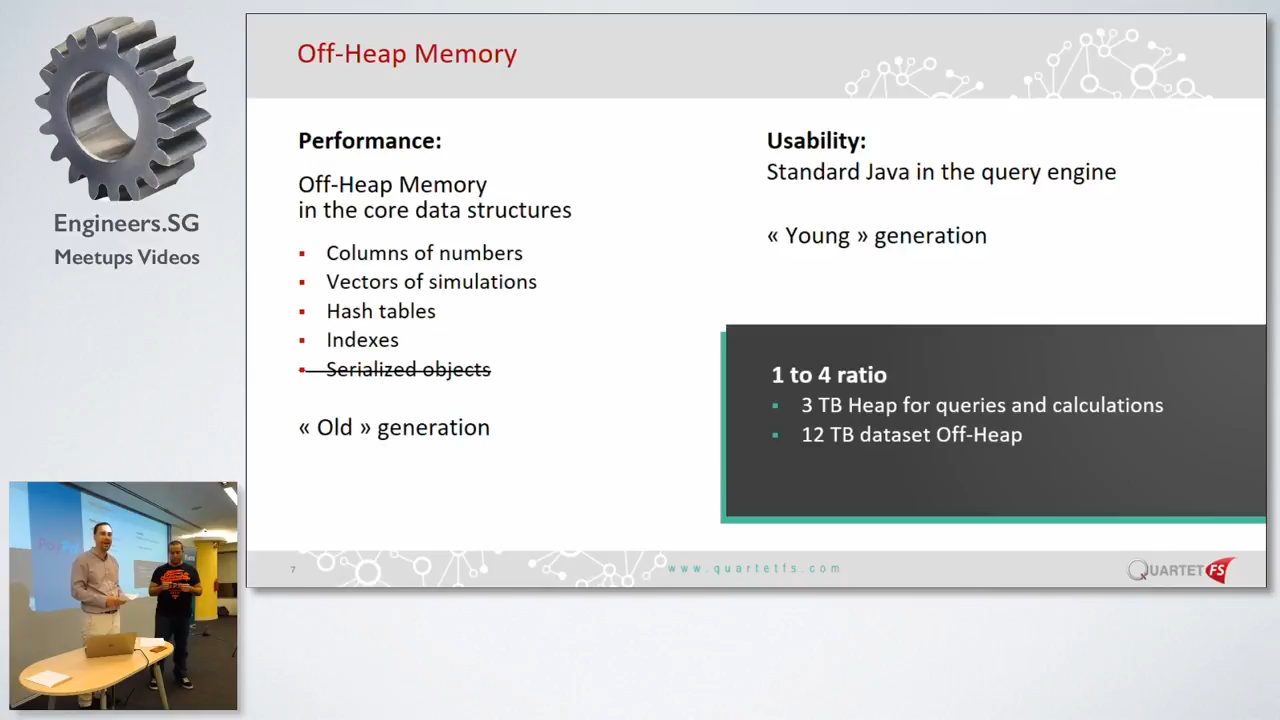 Off-Heap Memory
Engineers.SG
Meetups Videos
Performance:
Off-Heap Memory
in the core data structures
▪ Columns of numbers
▪ Vectors of simulations
▪ Hash tables
▪ Indexes
▪ Serialized objects
« Old » generation
Usability:
Standard Java in the query engine
« Young » generation
1 to 4 ratio
▪ 3 TB Heap for queries and calculations
▪ 12 TB dataset Off-Heap
7
www.quartetfs.com
QUARTET FS